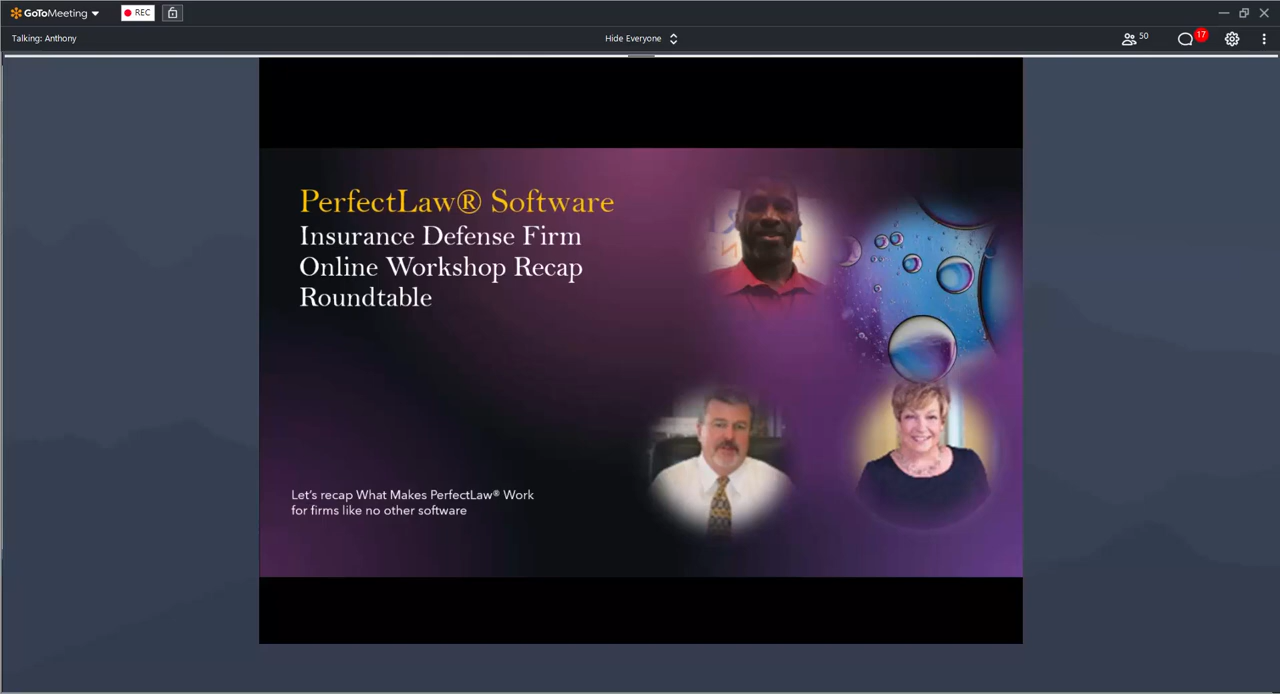 GoToMeeting
REC
Talking: Anthony
Hide Everyone
50
17
PerfectLaw® Software
Insurance Defense Firm
Online Workshop Recap
Roundtable
Let's recap What Makes PerfectLaw® Work
for firms like no other software